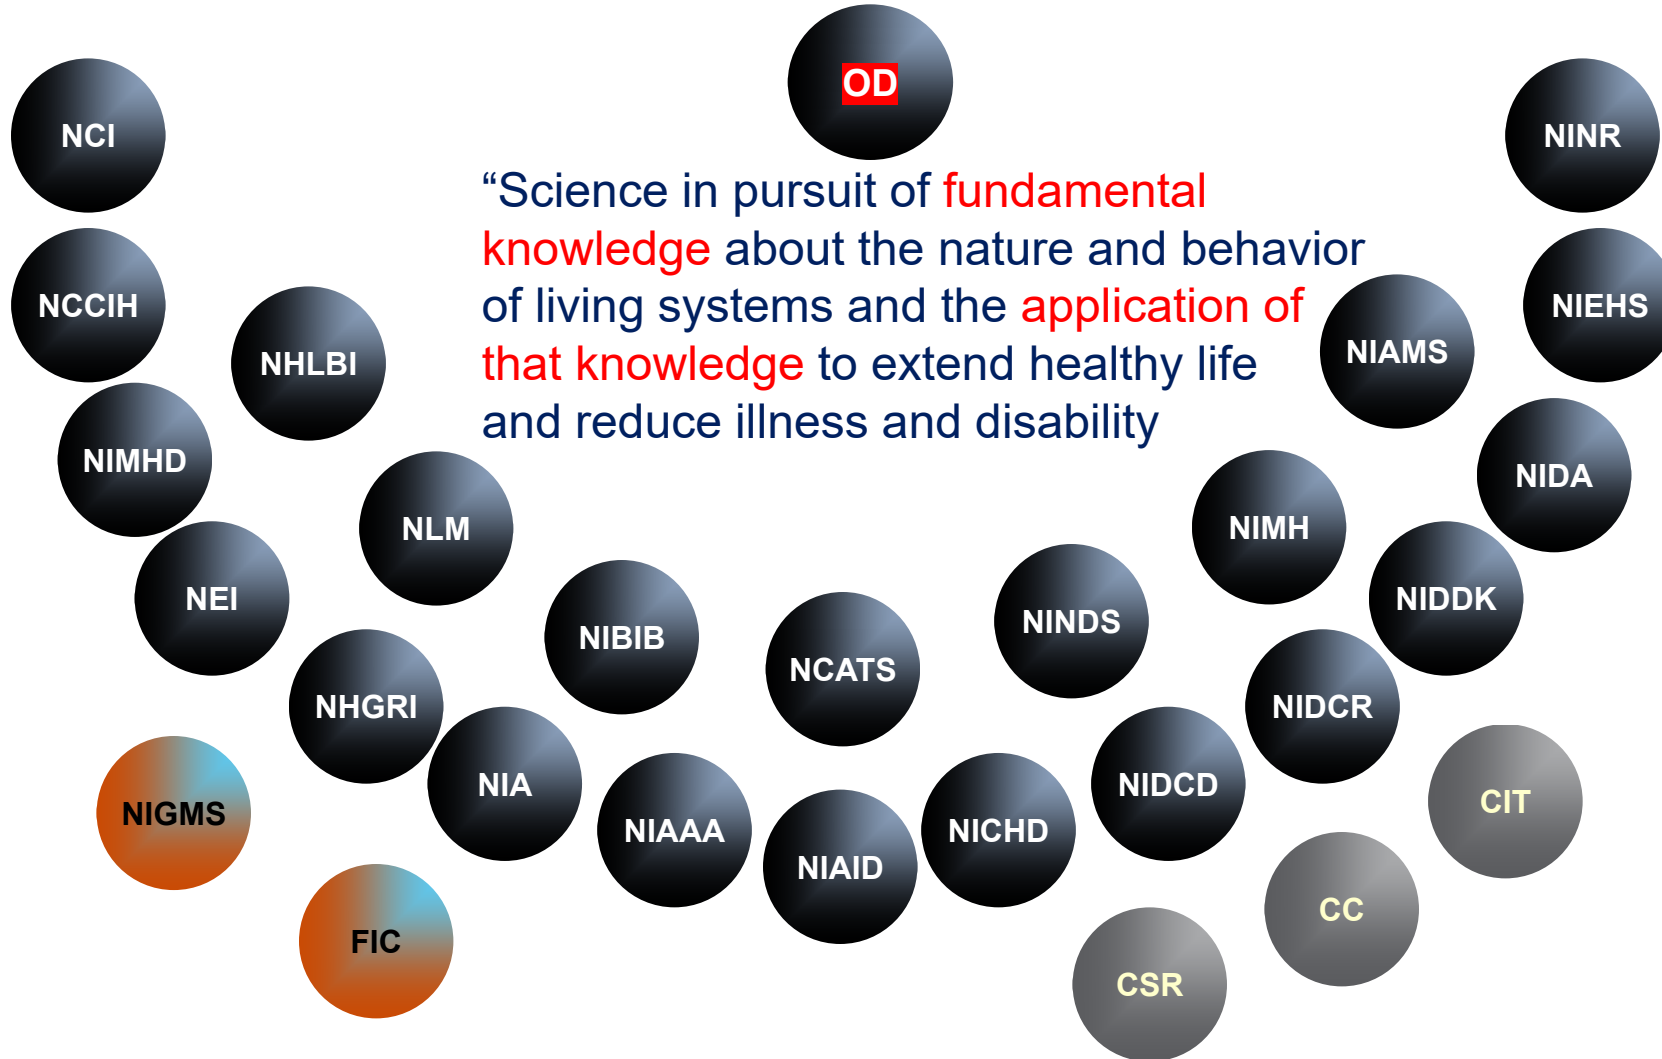 OD
NCI
NINR
“Science in pursuit of fundamental
knowledge about the nature and behavior
of living systems and the application of
that knowledge to extend healthy life
and reduce illness and disability
NCCIH
NIEHS
NHLBI
NIAMS
NIMHD
NIDA
NLM
NIMH
NEI
NIDDK
NIBIB
NINDS
NCATS
NHGRI
NIDCR
NIA
NIDCD
NIGMS
CIT
NIAAA
NICHD
NIAID
CC
FIC
CSR